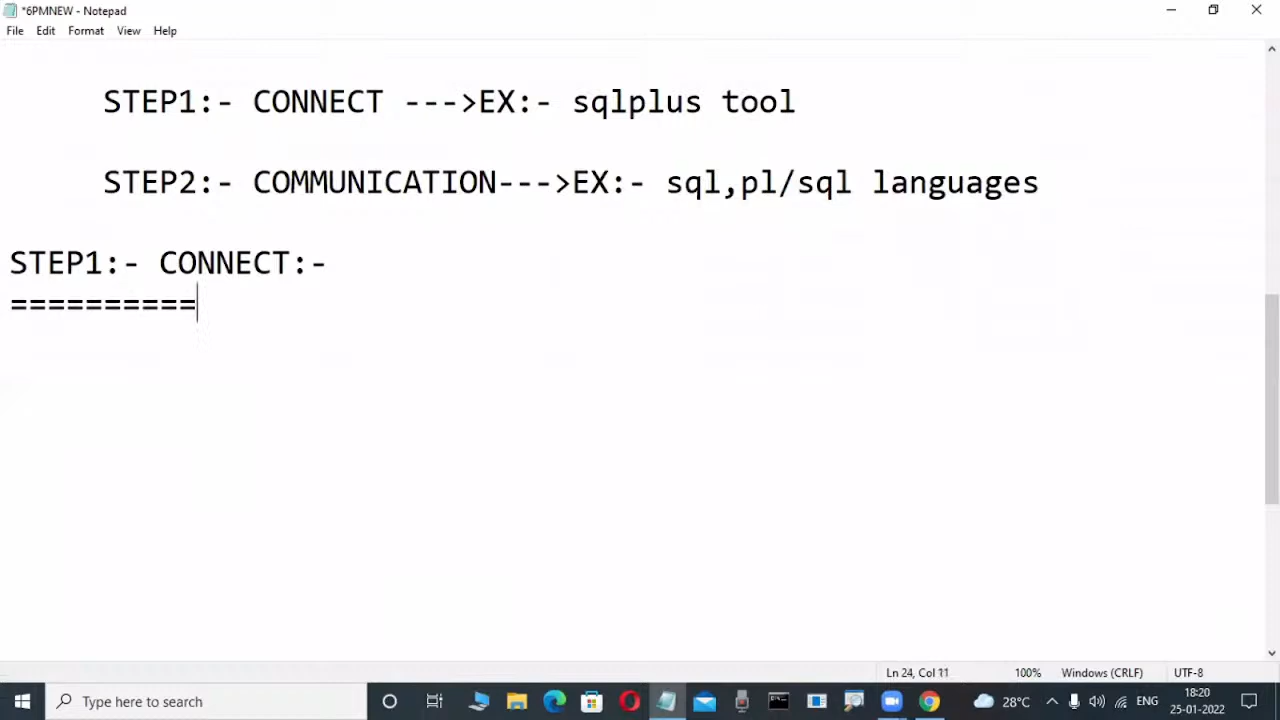 *6PMNEW - Notepad
File Edit Format View Help
STEP1:- CONNECT --->EX:- sqlplus tool
STEP2:- COMMUNICATION--->EX:- sql,pl/sql languages
STEP1:- CONNECT:-
==========
Ln 24, Col 11 100% Windows (CRLF) UTF-8
Type here to search 28°C ENG 18:20
25-01-2022